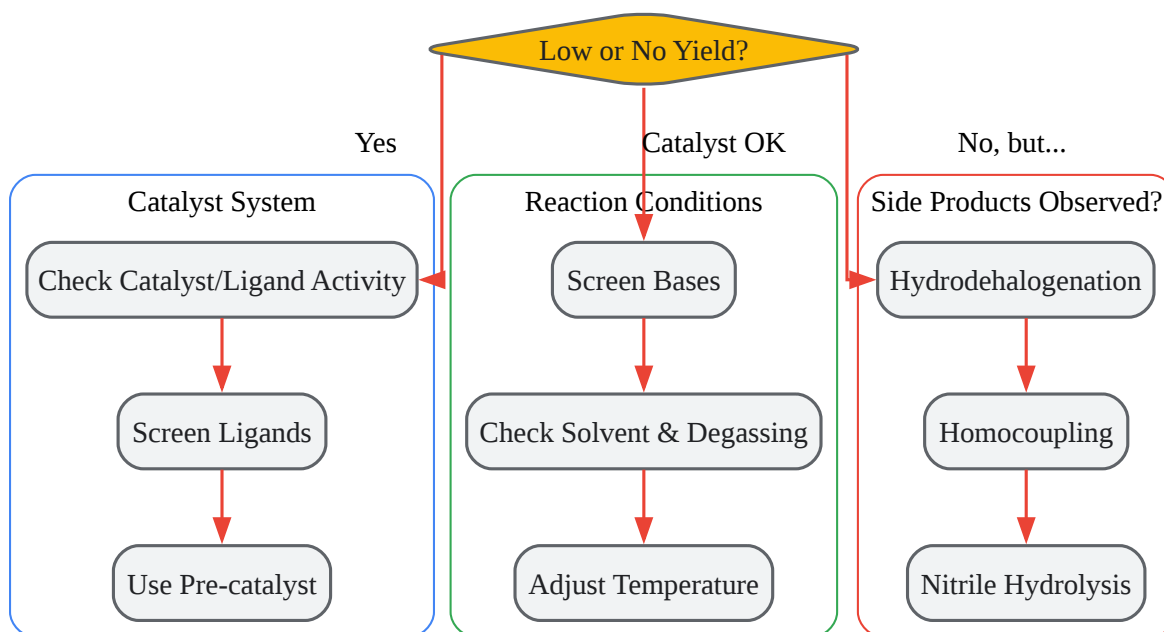 Low or No Yield?
Yes
Catalyst OK
No, but...
Catalyst System
Reaction Conditions
Side Products Observed?
Check Catalyst/Ligand Activity
Screen Bases
Hydrodehalogenation
Screen Ligands
Check Solvent & Degassing
Homocoupling
Use Pre-catalyst
Adjust Temperature
Nitrile Hydrolysis